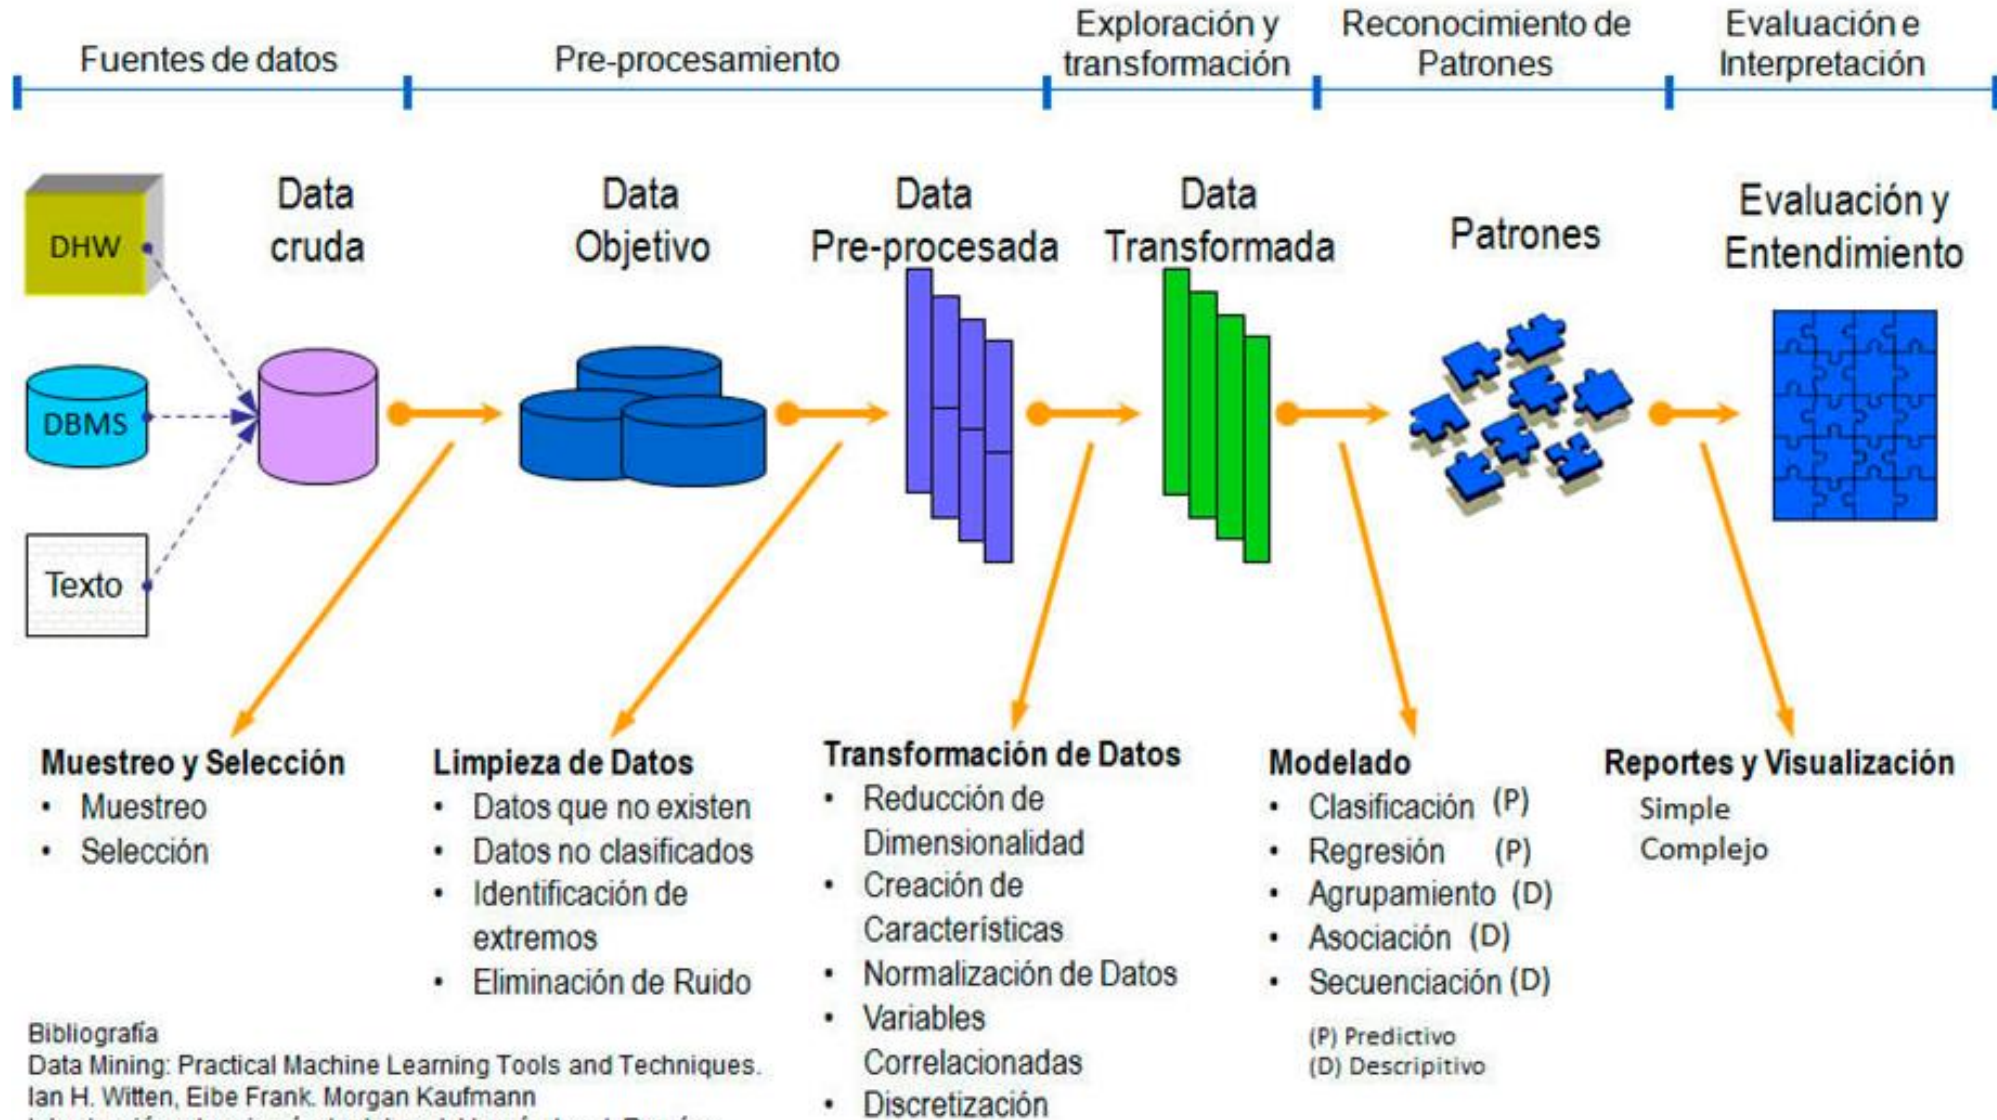 Fuentes de datos
Pre-procesamiento
Exploración y
transformación
Reconocimiento de
Patrones
Evaluación e
Interpretación
DHW
DBMS
Texto
Data
cruda
Data
Objetivo
Data
Pre-procesada
Data
Transformada
Patrones
Evaluación y
Entendimiento
Muestreo y Selección
• Muestreo
• Selección
Limpieza de Datos
• Datos que no existen
• Datos no clasificados
• Identificación de
extremos
• Eliminación de Ruido
Transformación de Datos
• Reducción de
Dimensionalidad
• Creación de
Características
• Normalización de Datos
• Variables
Correlacionadas
• Discretización
Modelado
• Clasificación (P)
• Regresión (P)
• Agrupamiento (D)
• Asociación (D)
• Secuenciación (D)
(P) Predictivo
(D) Descripitivo
Reportes y Visualización
Simple
Complejo
Bibliografía
Data Mining: Practical Machine Learning Tools and Techniques.
Ian H. Witten, Eibe Frank. Morgan Kaufmann